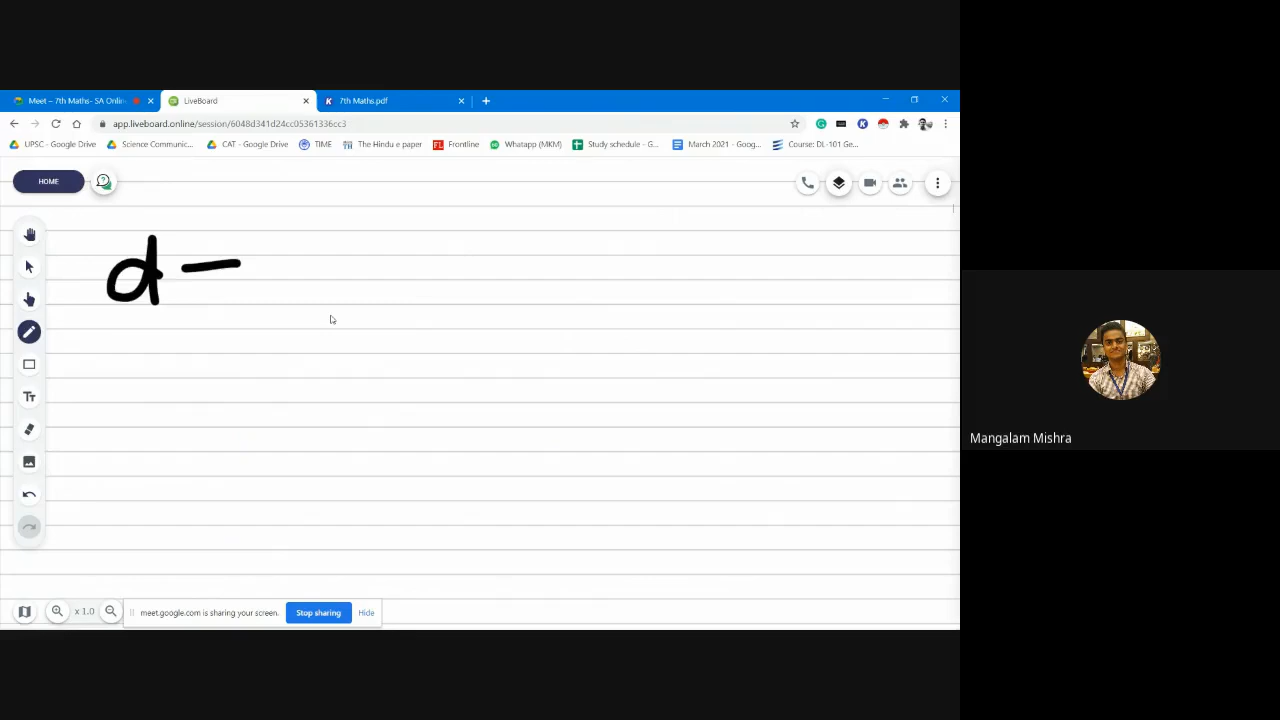 Meet – 7th Maths- SA Onlin
LiveBoard
7th Maths.pdf
app.liveboard.online/session/6048d341d24cc05361336cc3
UPSC - Google Drive
Science Communic...
CAT - Google Drive
TIME
The Hindu e paper
FL Frontline
Whatapp (MKM)
Study schedule - G...
March 2021 - Goog...
Course: DL-101 Ge...
HOME
d –
Tт
Mangalam Mishra
x 1.0
meet.google.com is sharing your screen.
Stop sharing
Hide